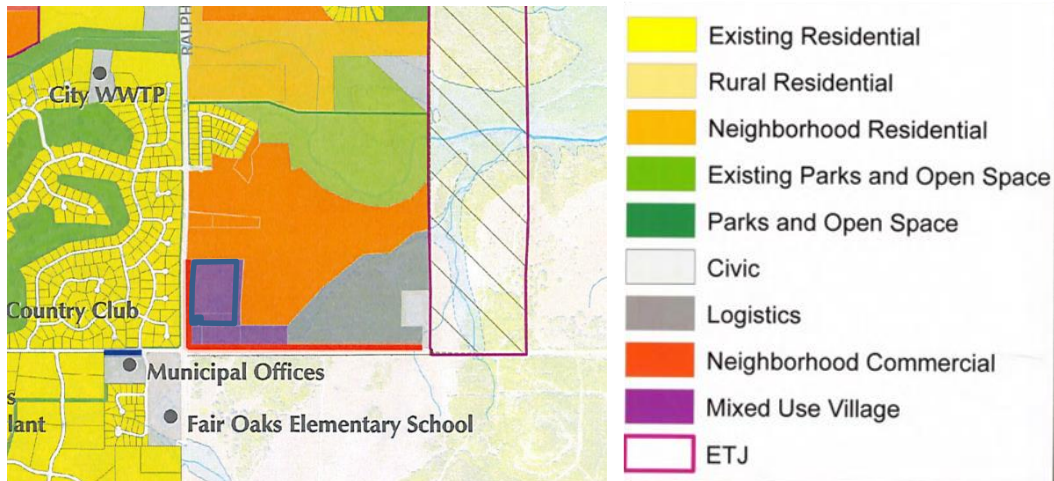 RALPH
City WWTP
Country Club
Municipal Offices
s
lant
Fair Oaks Elementary School
Existing Residential
Rural Residential
Neighborhood Residential
Existing Parks and Open Space
Parks and Open Space
Civic
Logistics
Neighborhood Commercial
Mixed Use Village
ETJ